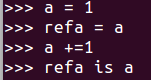 >>> a = 1
>>> refa = a
>>> a +=1
>>> refa is a